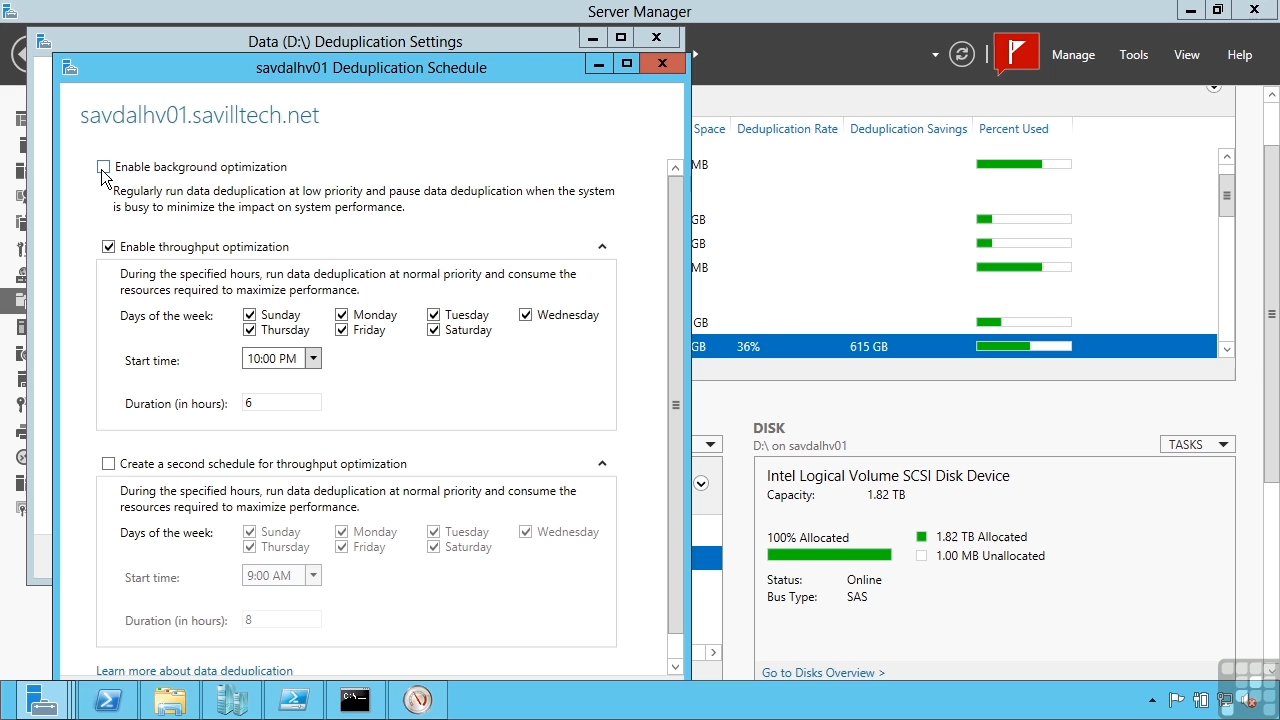 Server Manager
Manage Tools View Help
Data (D:\) Deduplication Settings
savdalhv01 Deduplication Schedule
savdalhv01.savilltech.net
Enable background optimization
Regularly run data deduplication at low priority and pause data deduplication when the system
is busy to minimize the impact on system performance.
Enable throughput optimization
During the specified hours, run data deduplication at normal priority and consume the
resources required to maximize performance.
Days of the week: Sunday Monday Tuesday Wednesday
Thursday Friday Saturday
Start time: 10:00 PM
Duration (in hours): 6
Create a second schedule for throughput optimization
During the specified hours, run data deduplication at normal priority and consume the
resources required to maximize performance.
Days of the week: Sunday Monday Tuesday Wednesday
Thursday Friday Saturday
Start time: 9:00 AM
Duration (in hours): 8
Learn more about data deduplication
Space Deduplication Rate Deduplication Savings Percent Used
MB
GB
GB
MB
GB
GB 36% 615 GB
DISK
D:\ on savdalhv01
TASKS
Intel Logical Volume SCSI Disk Device
Capacity: 1.82 TB
100% Allocated
1.82 TB Allocated
1.00 MB Unallocated
Status: Online
Bus Type: SAS
Go to Disks Overview >